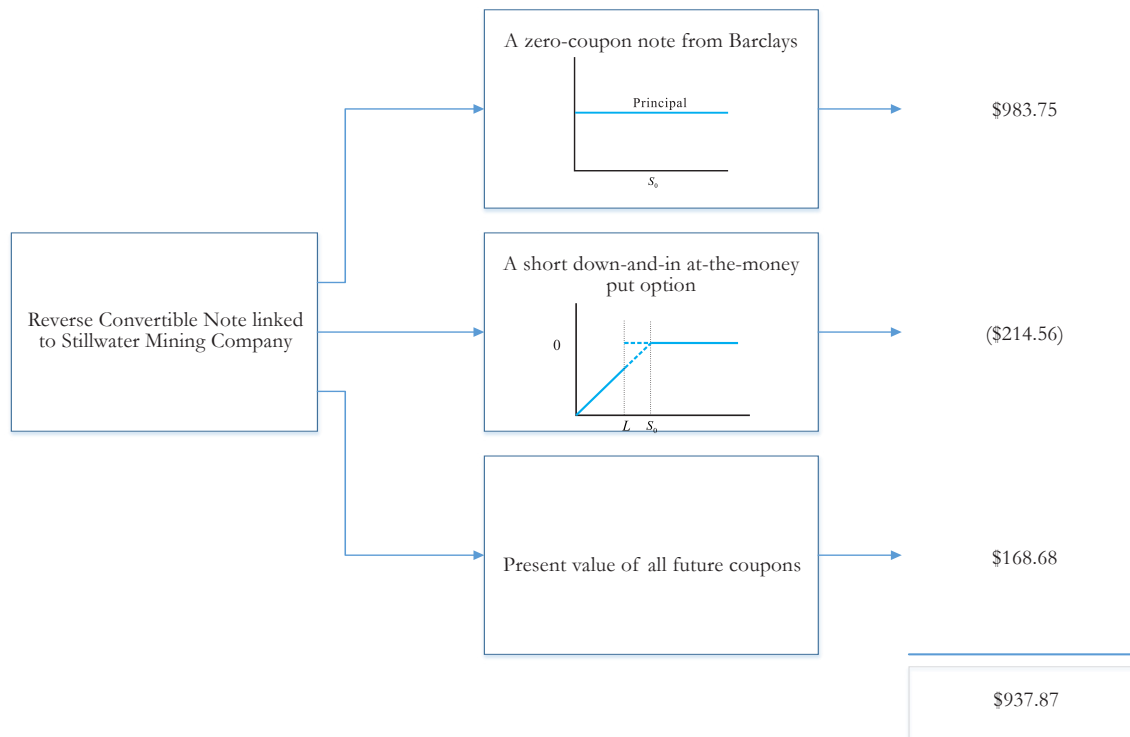 A zero-coupon note from Barclays
Principal
S₀
$983.75
Reverse Convertible Note linked
to Stillwater Mining Company
A short down-and-in at-the-money
put option
0
L S₀
($214.56)
Present value of all future coupons
$168.68
$937.87